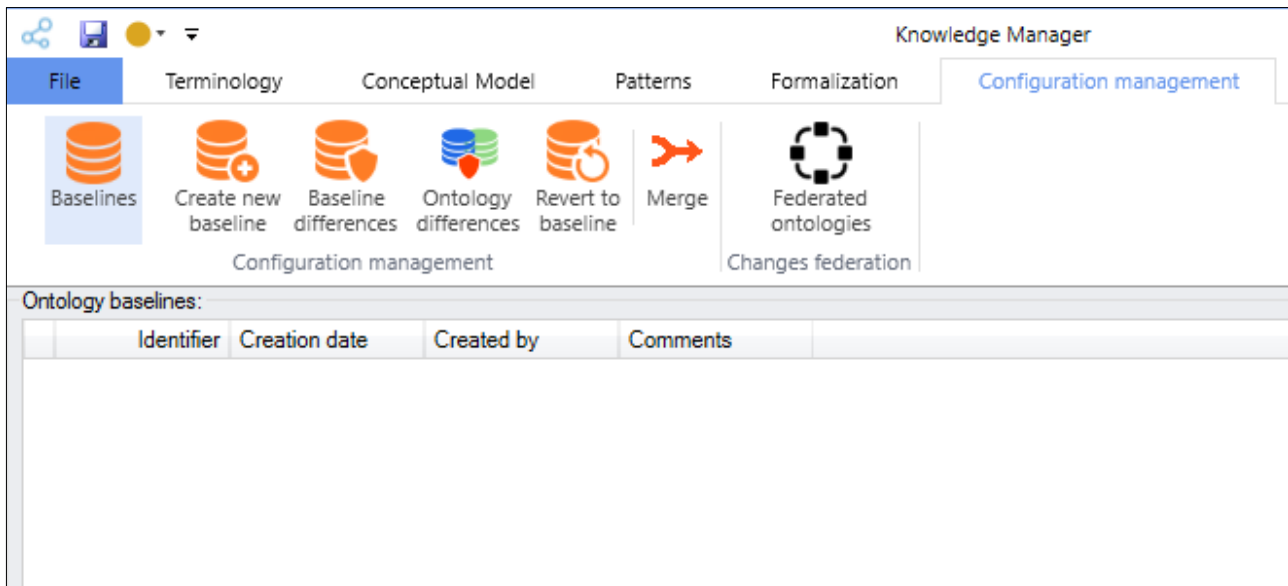 Knowledge Manager
File Terminology Conceptual Model Patterns Formalization Configuration management
Baselines Create new Baseline Ontology Revert to Merge Federated
baseline differences differences baseline ontologies
Configuration management Changes federation
Ontology baselines:
Identifier Creation date Created by Comments